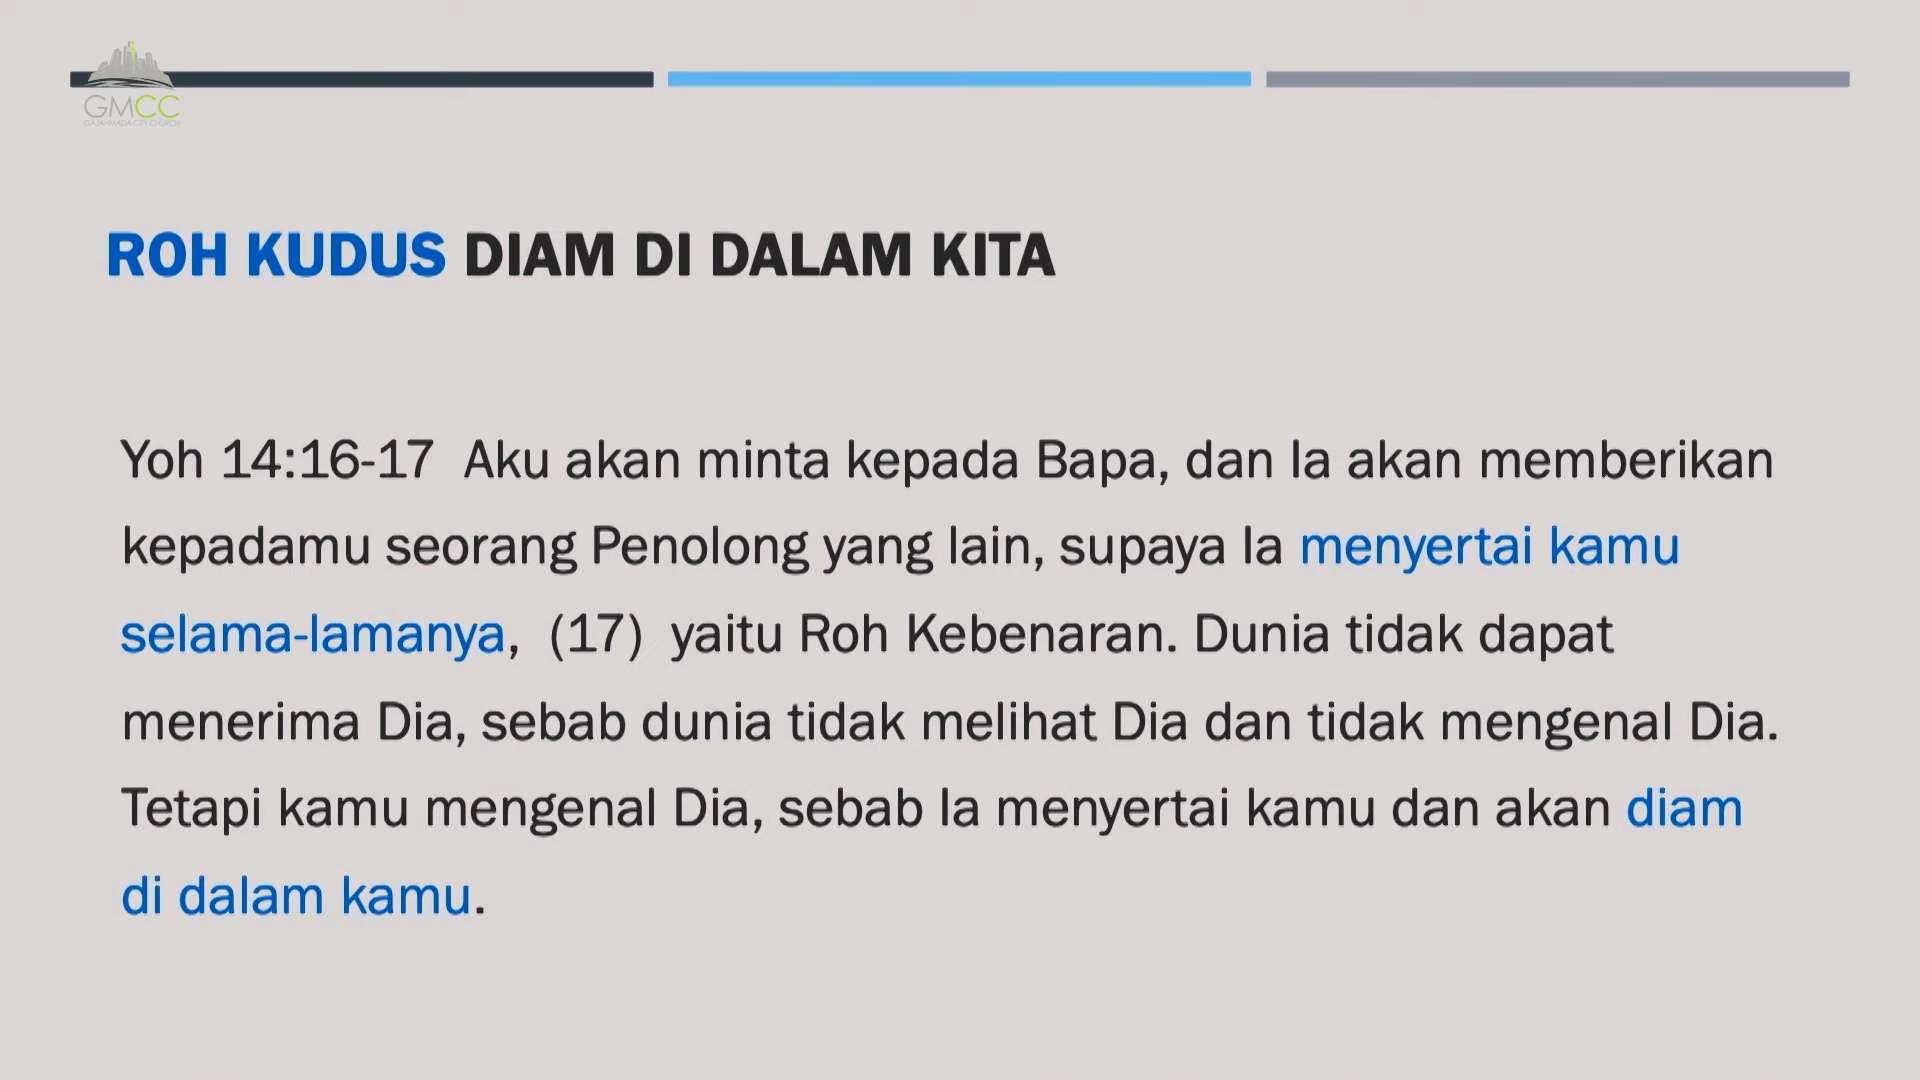 GMCC
GAJAHMADA CITY CHURCH
ROH KUDUS DIAM DI DALAM KITA
Yoh 14:16-17  Aku akan minta kepada Bapa, dan Ia akan memberikan
kepadamu seorang Penolong yang lain, supaya Ia menyertai kamu
selama-lamanya,  (17)  yaitu Roh Kebenaran. Dunia tidak dapat
menerima Dia, sebab dunia tidak melihat Dia dan tidak mengenal Dia.
Tetapi kamu mengenal Dia, sebab Ia menyertai kamu dan akan diam
di dalam kamu.